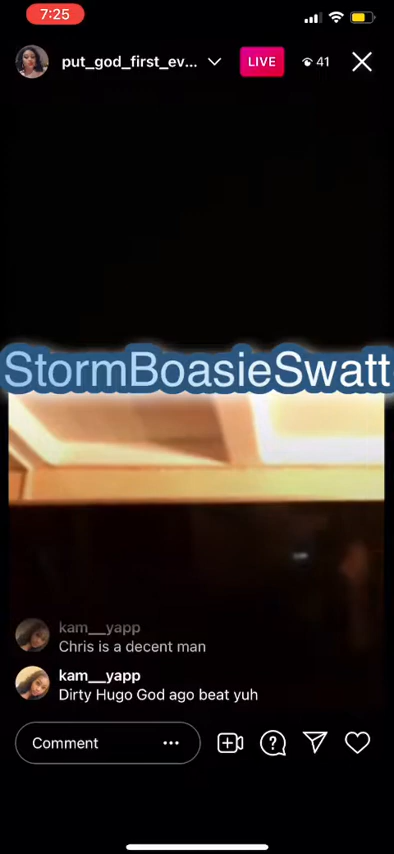 7:25
put_god_first_ev...
LIVE
41
StormBoasieSwatt
kam__yapp
Chris is a decent man
kam__yapp
Dirty Hugo God ago beat yuh
Comment